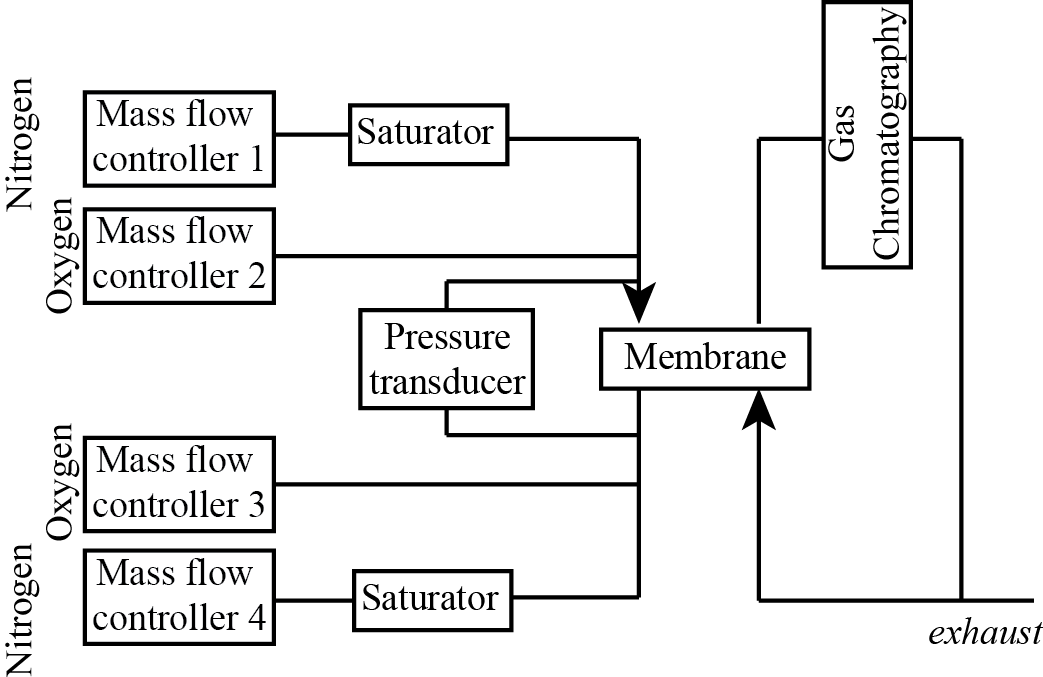 Nitrogen
Mass flow
controller 1
Saturator
Gas
Chromatography
Oxygen
Mass flow
controller 2
Pressure
transducer
Membrane
Oxygen
Mass flow
controller 3
Nitrogen
Mass flow
controller 4
Saturator
exhaust